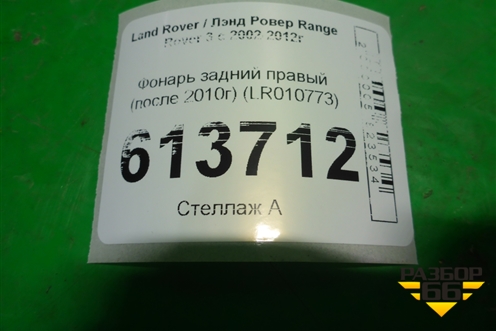 Land Rover / Лэнд Ровер Range
Rover 3 с 2002-2012г
Фонарь задний правый
(после 2010г) (LR010773)
613712
Стеллаж А
РАЗБОР
66